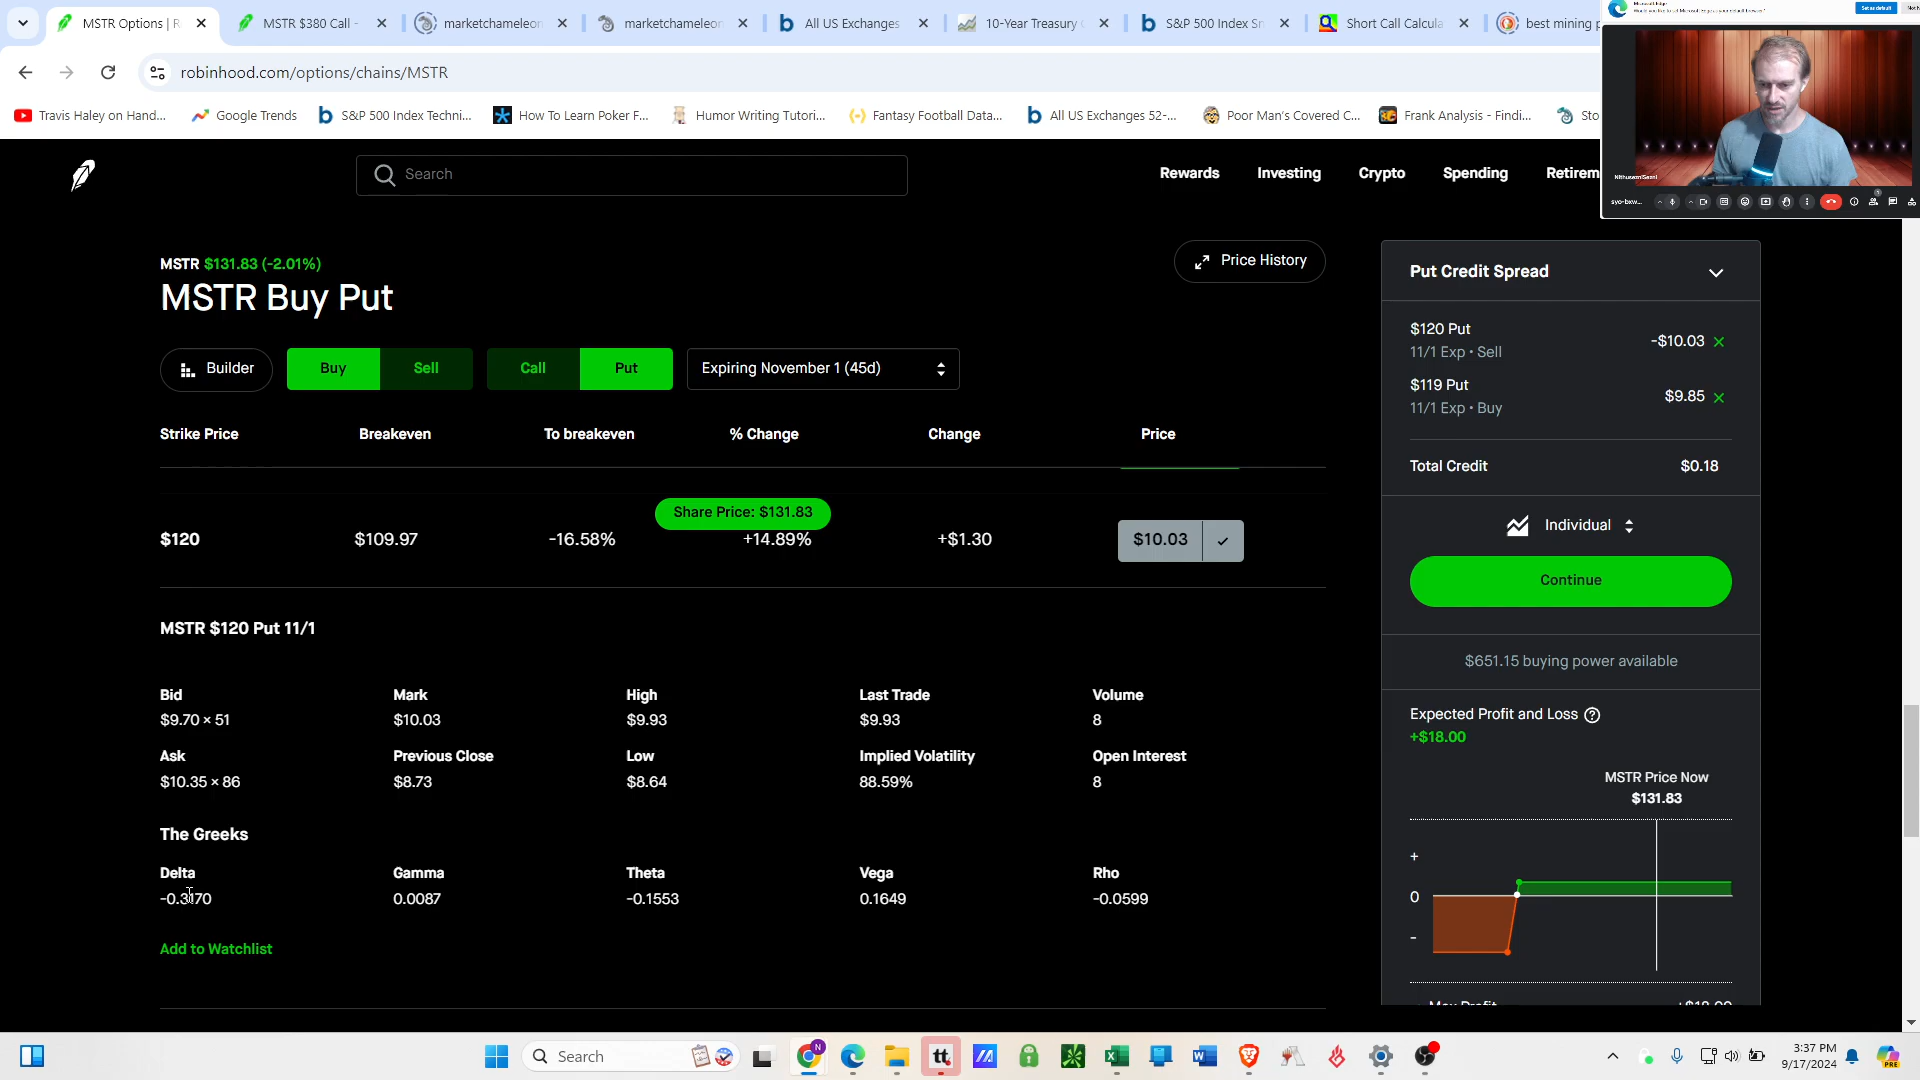 MSTR Options | R
MSTR $380 Call -
marketchameleon
marketchameleon
All US Exchanges
10-Year Treasury
S&P 500 Index Sm
Short Call Calcula
best mining p
robinhood.com/options/chains/MSTR
Travis Haley on Hand...
Google Trends
S&P 500 Index Techni...
How To Learn Poker F...
Humor Writing Tutori...
Fantasy Football Data...
All US Exchanges 52-...
Poor Man's Covered C...
Frank Analysis - Findi...
Sto
Search
Rewards
Investing
Crypto
Spending
Retirem
MSTR $131.83 (-2.01%)
MSTR Buy Put
Price History
Builder
Buy
Sell
Call
Put
Expiring November 1 (45d)
Strike Price
Breakeven
To breakeven
% Change
Change
Price
Share Price: $131.83
$120
$109.97
-16.58%
+14.89%
+$1.30
$10.03
MSTR $120 Put 11/1
Bid
Mark
High
Last Trade
Volume
$9.70 × 51
$10.03
$9.93
$9.93
8
Ask
Previous Close
Low
Implied Volatility
Open Interest
$10.35 × 86
$8.73
$8.64
88.59%
8
The Greeks
Delta
Gamma
Theta
Vega
Rho
-0.3170
0.0087
-0.1553
0.1649
-0.0599
Add to Watchlist
Put Credit Spread
$120 Put
11/1 Exp • Sell
-$10.03
$119 Put
11/1 Exp • Buy
$9.85
Total Credit
$0.18
Individual
Continue
$651.15 buying power available
Expected Profit and Loss
+$18.00
MSTR Price Now
$131.83
+
0
-
Max Profit
+$18.00
Search
3:37 PM
9/17/2024